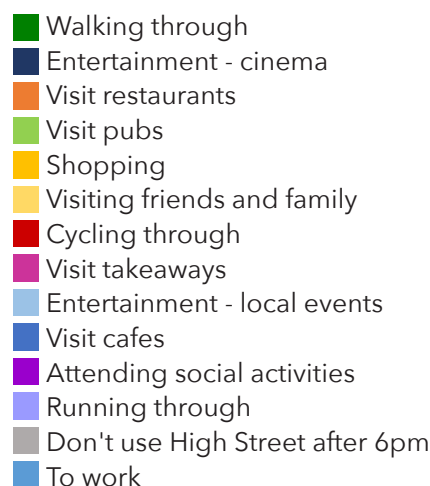 Walking through
Entertainment - cinema
Visit restaurants
Visit pubs
Shopping
Visiting friends and family
Cycling through
Visit takeaways
Entertainment - local events
Visit cafes
Attending social activities
Running through
Don't use High Street after 6pm
To work